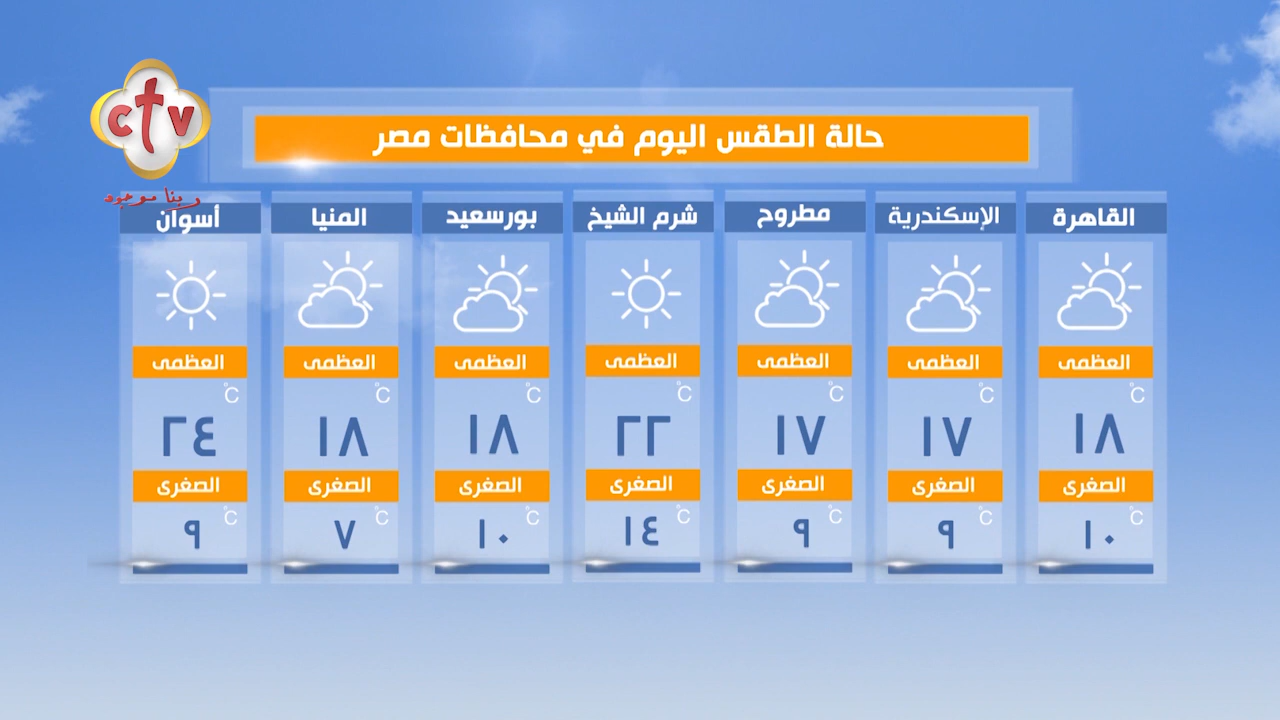 ctv
ربنا موجود
حالة الطقس اليوم في محافظات مصر
القاهرة
العظمى
°C
١٨
الصغرى
°C
١٠
الإسكندرية
العظمى
°C
١٧
الصغرى
°C
٩
مطروح
العظمى
°C
١٧
الصغرى
°C
٩
شرم الشيخ
العظمى
°C
٢٢
الصغرى
°C
١٤
بورسعيد
العظمى
°C
١٨
الصغرى
°C
١٠
المنيا
العظمى
°C
١٨
الصغرى
°C
٧
أسوان
العظمى
°C
٢٤
الصغرى
°C
٩